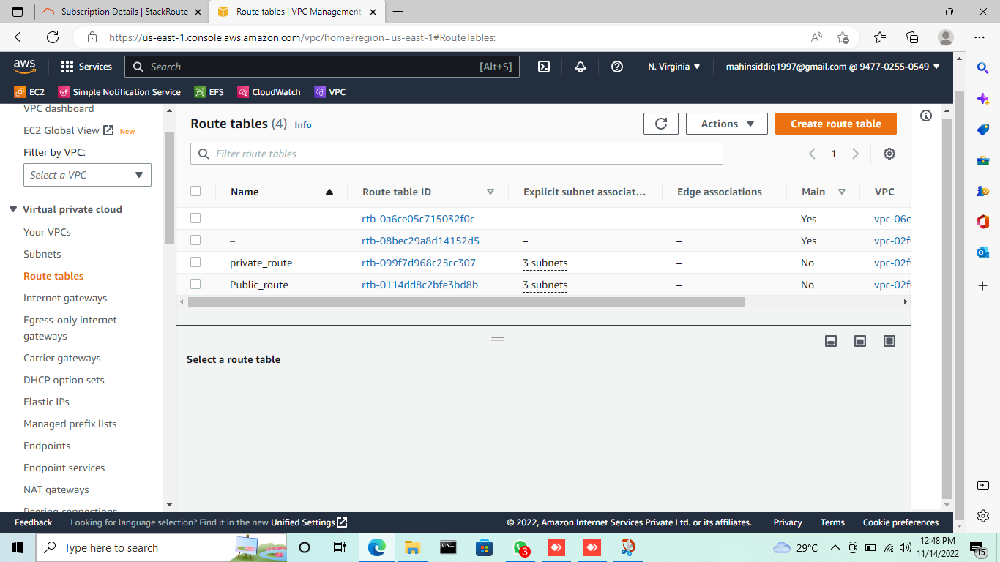 Subscription Details | StackRoute
Route tables | VPC Management
https://us-east-1.console.aws.amazon.com/vpc/home?region=us-east-1#RouteTables:
aws
Services
Search
[Alt+S]
N. Virginia
mahinsiddiq1997@gmail.com @ 9477-0255-0549
EC2
Simple Notification Service
EFS
CloudWatch
VPC
VPC dashboard
EC2 Global View
New
Filter by VPC:
Select a VPC
Virtual private cloud
Your VPCs
Subnets
Route tables
Internet gateways
Egress-only internet
gateways
Carrier gateways
DHCP option sets
Elastic IPs
Managed prefix lists
Endpoints
Endpoint services
NAT gateways
Peering connections
Route tables (4) Info
Actions
Create route table
Filter route tables
1
Name Route table ID Explicit subnet associat... Edge associations Main VPC
– rtb-0a6ce05c715032f0c – – Yes vpc-06c
– rtb-08bec29a8d14152d5 – – Yes vpc-02f
private_route rtb-099f7d968c25cc307 3 subnets – No vpc-02f
Public_route rtb-0114dd8c2bfe3bd8b 3 subnets – No vpc-02f
Select a route table
Feedback
Looking for language selection? Find it in the new Unified Settings
© 2022, Amazon Internet Services Private Ltd. or its affiliates.
Privacy
Terms
Cookie preferences
Type here to search
3
29°C
12:48 PM
11/14/2022
15